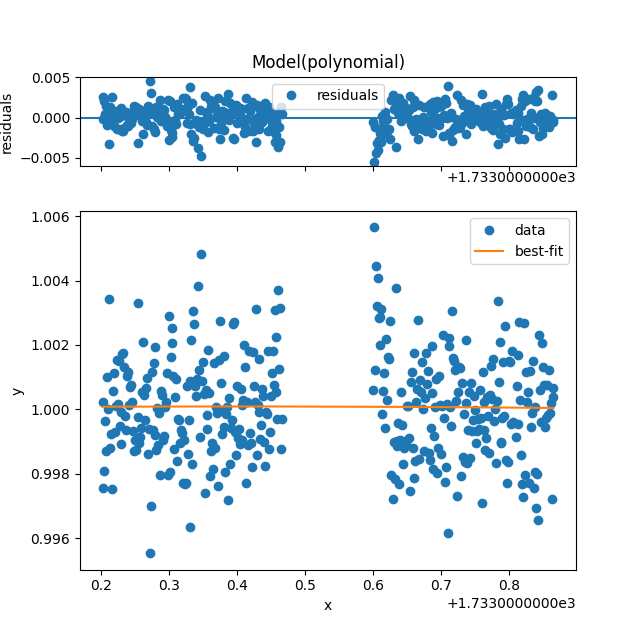 Model(polynomial)
residuals
0.005
0.000
−0.005
residuals
+1.7330000000e3
1.006
1.004
1.002
1.000
0.998
0.996
y
data
best-fit
0.2 0.3 0.4 0.5 0.6 0.7 0.8
x
+1.7330000000e3